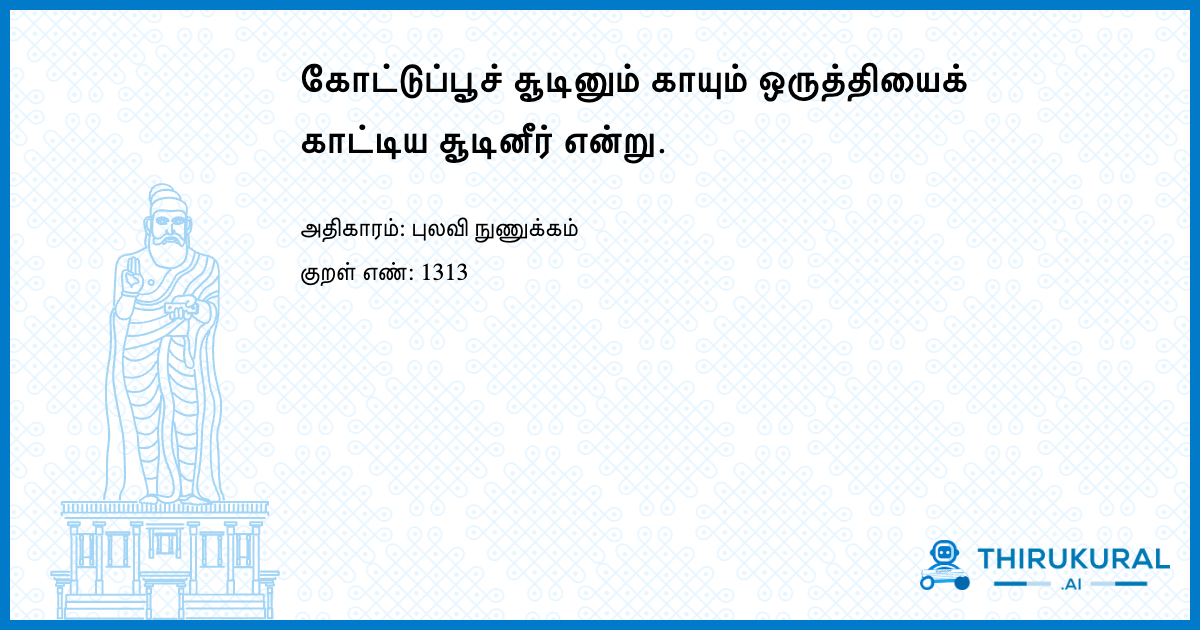 கோட்டுப்பூச் சூடினும் காயும் ஒருத்தியைக்
காட்டிய சூடினீர் என்று.
அதிகாரம்: புலவி நுணுக்கம்
குறள் எண்: 1313
THIRUKURAL
.AI